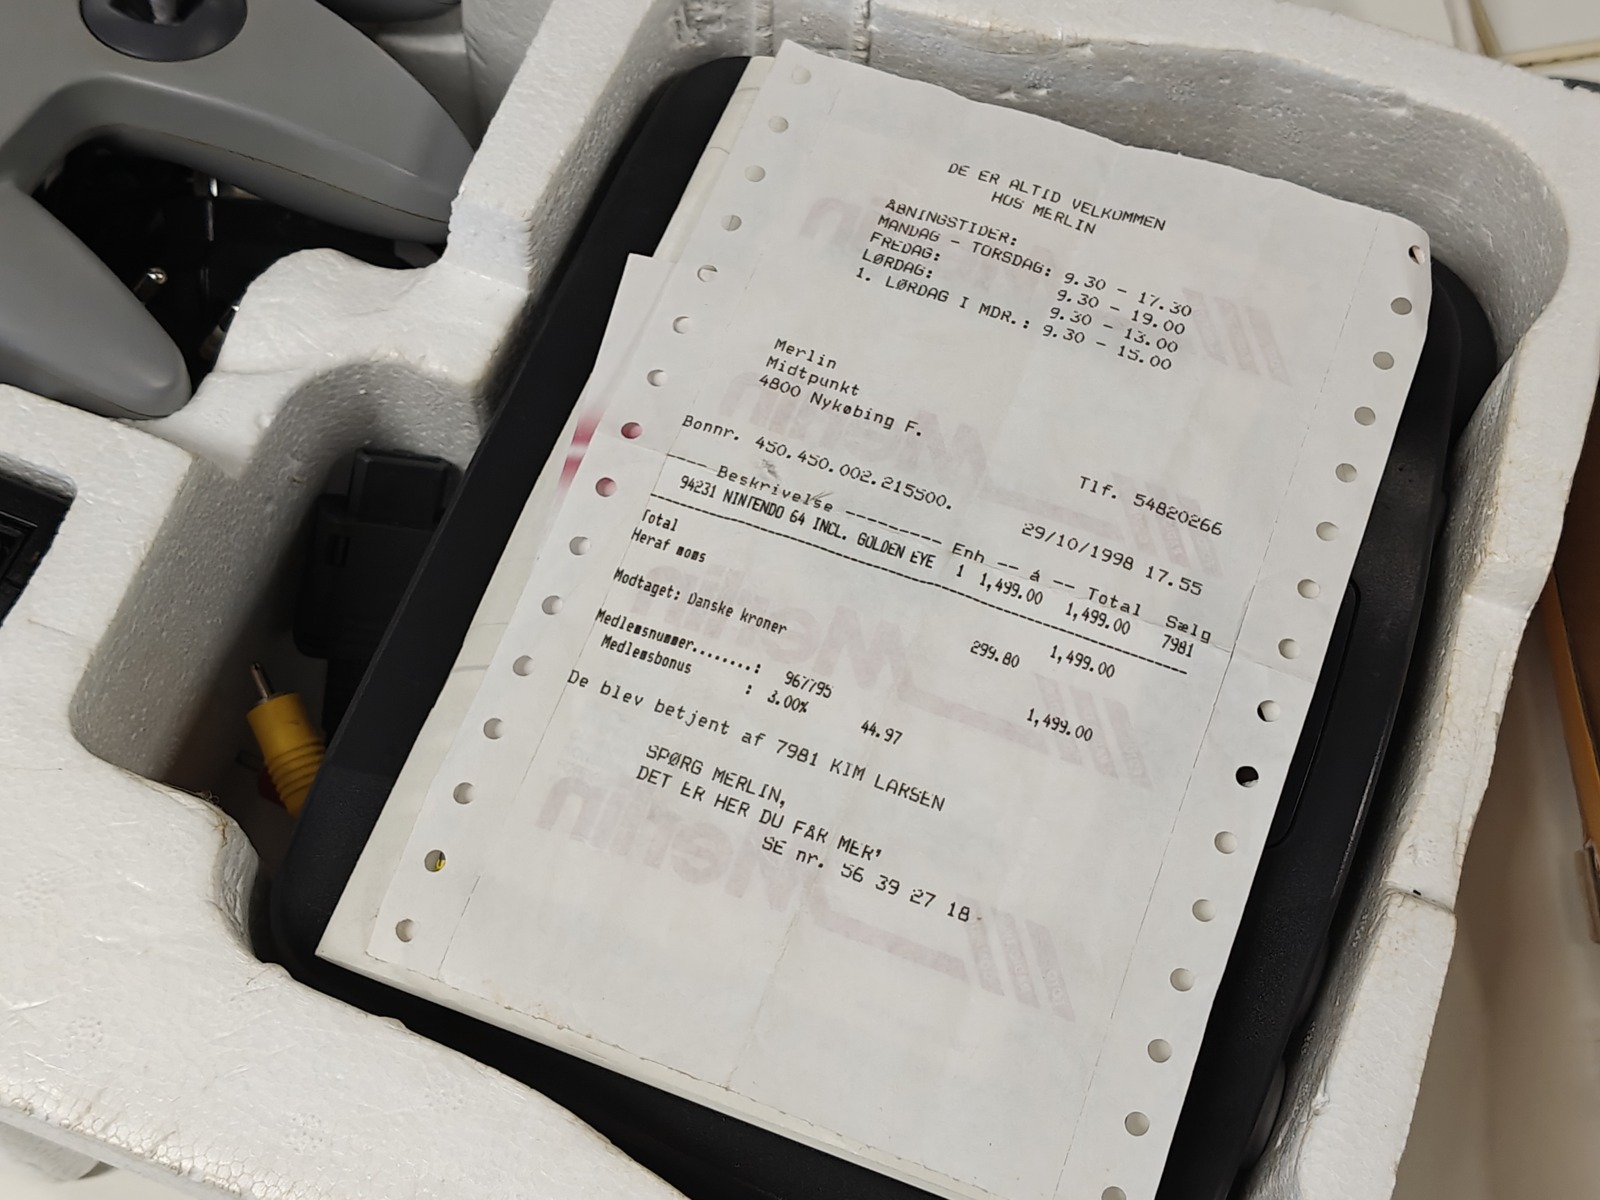 DE ER ALTID VELKOMMEN
HOS MERLIN
ÅBNINGSTIDER:
MANDAG - TORSDAG: 9.30 - 17.30
FREDAG: 9.30 - 19.00
LØRDAG: 9.30 - 13.00
1. LØRDAG I MDR.: 9.30 - 15.00
Merlin
Midtpunkt
4800 Nykøbing F.
Tlf. 54820266
Bonnr. 450.450.002.215500. 29/10/1998 17.55
---- Beskrivelse -------- Enh -- á -- Total Sælg
94231 NINTENDO 64 INCL. GOLDEN EYE 1 1,499.00 1,499.00 7981
Total 1,499.00
Heraf moms 299.80
Modtaget: Danske kroner 1,499.00
Medlemsnummer........: 967795
Medlemsbonus : 3.00% 44.97
De blev betjent af 7981 KIM LARSEN
SPØRG MERLIN,
DET ER HER DU FÅR MER'
SE nr. 56 39 27 18
Merlin
Merlin
Merlin
Merlin